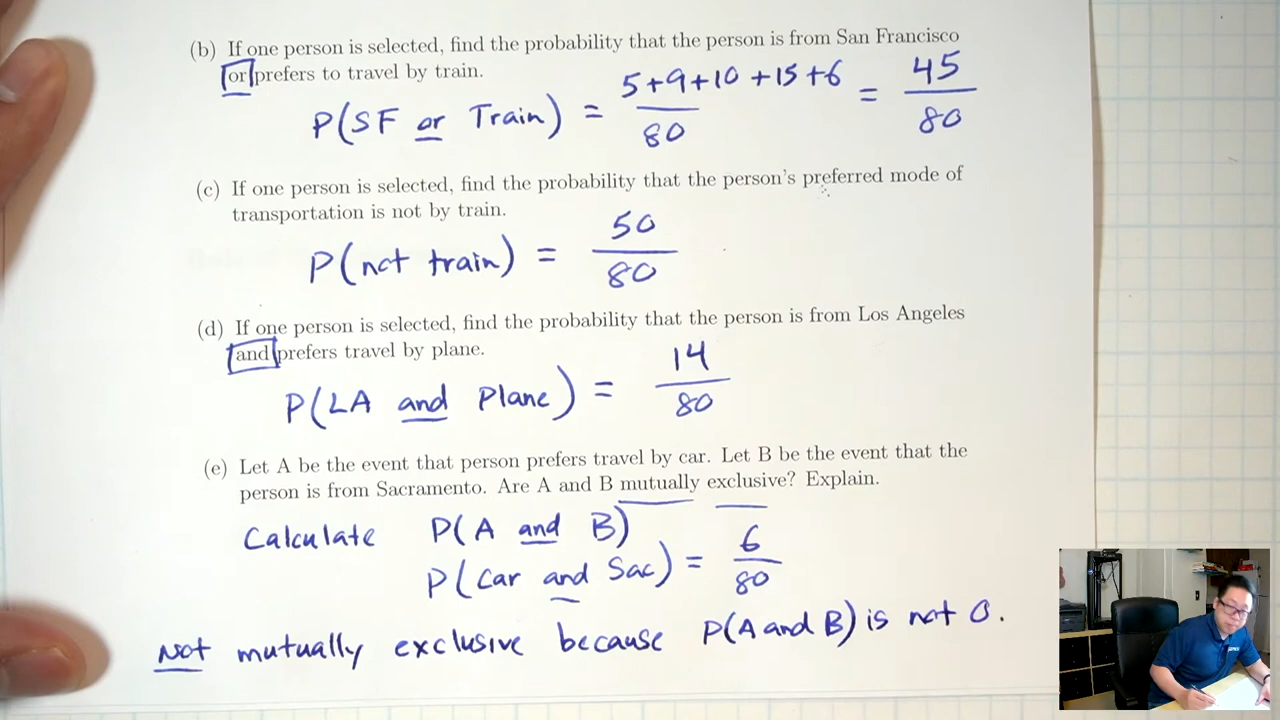 (b) If one person is selected, find the probability that the person is from San Francisco
or prefers to travel by train.
P(SF or Train) = 5+9+10+15+6 / 80 = 45 / 80
(c) If one person is selected, find the probability that the person's preferred mode of
transportation is not by train.
P(not train) = 50 / 80
(d) If one person is selected, find the probability that the person is from Los Angeles
and prefers travel by plane.
P(LA and Plane) = 14 / 80
(e) Let A be the event that person prefers travel by car. Let B be the event that the
person is from Sacramento. Are A and B mutually exclusive? Explain.
Calculate P(A and B)
P(Car and Sac) = 6 / 80
Not mutually exclusive because P(A and B) is not 0.